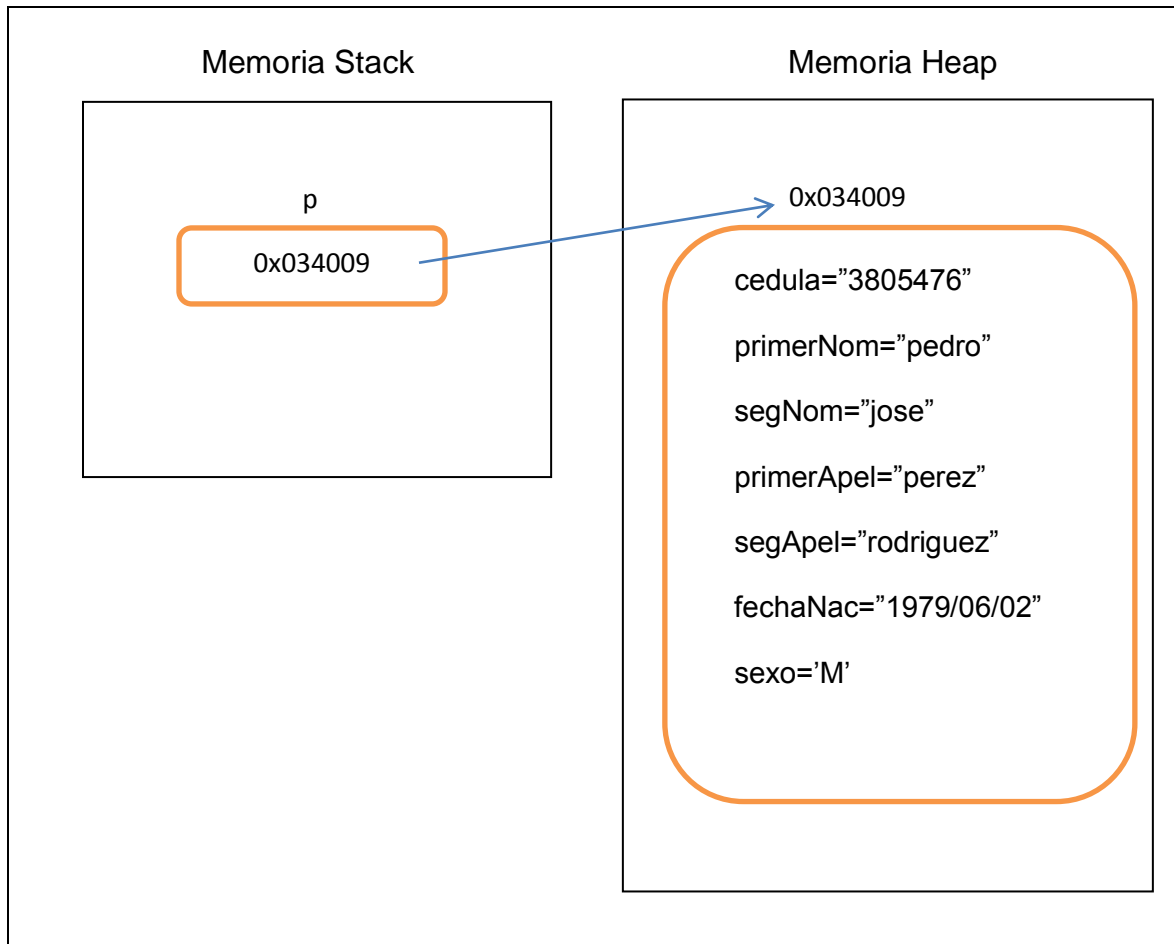 Memoria Stack
Memoria Heap
p
0x034009
0x034009
cedula=”3805476”
primerNom=”pedro”
segNom=”jose”
primerApel=”perez”
segApel=”rodriguez”
fechaNac=”1979/06/02”
sexo=’M’